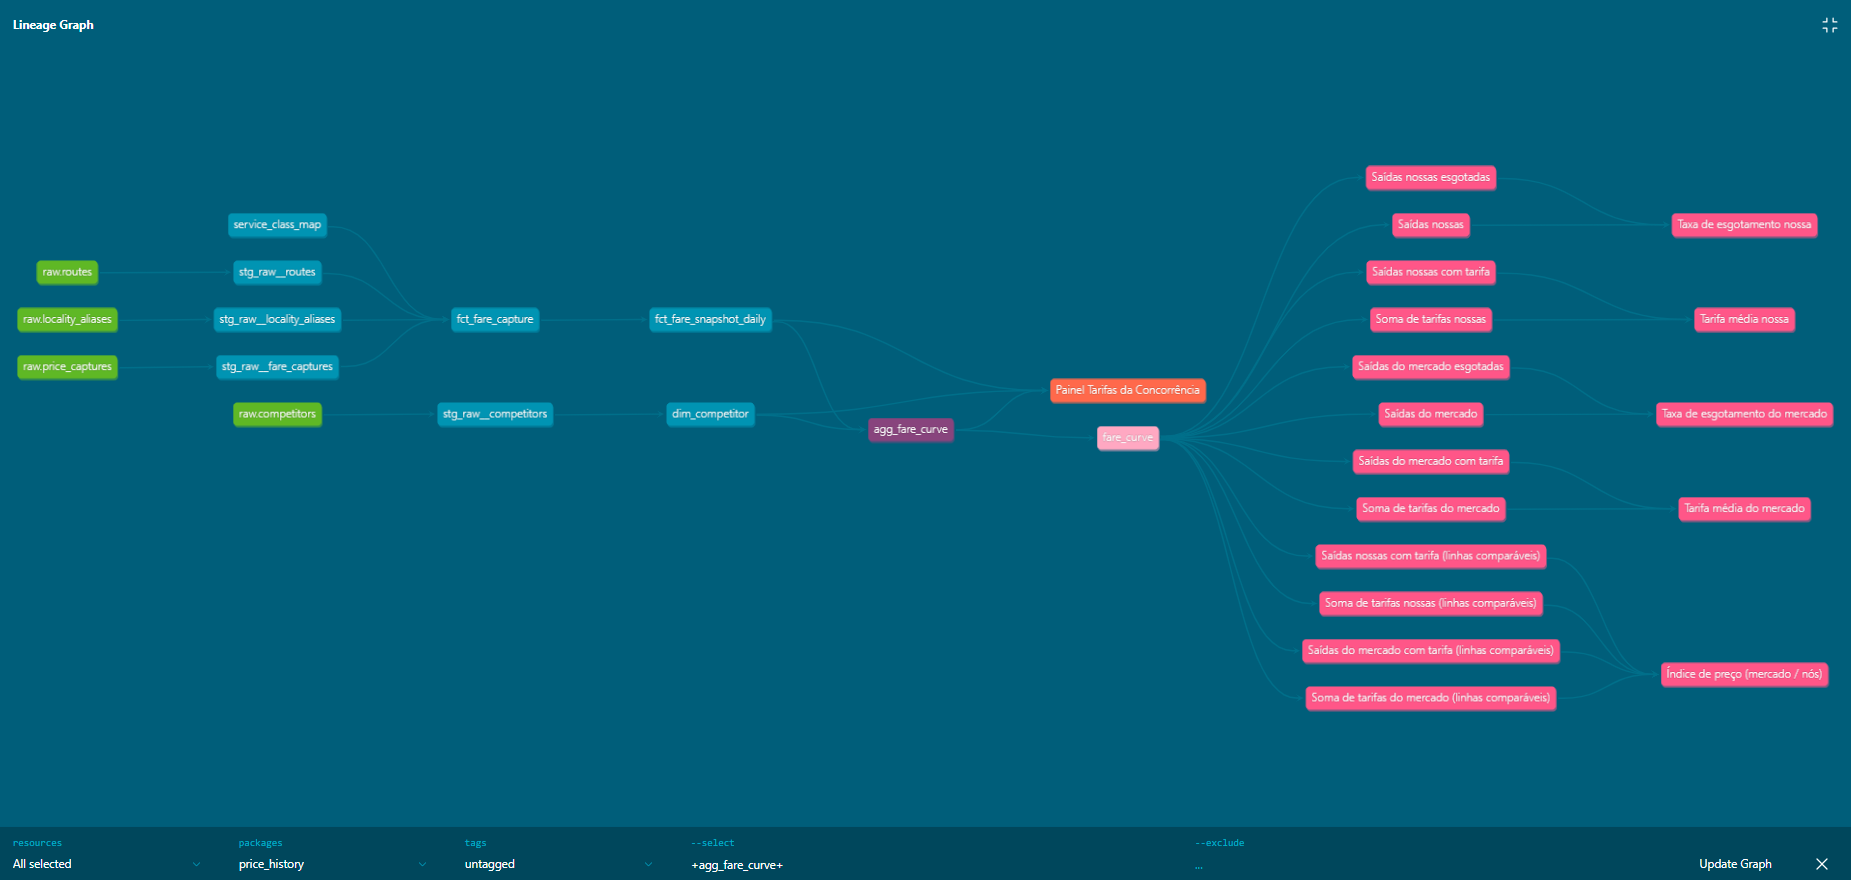 Lineage Graph
Saídas nossas esgotadas
service_class_map
Saídas nossas
Taxa de esgotamento nossa
raw.routes
stg_raw__routes
Saídas nossas com tarifa
raw.locality_aliases
stg_raw__locality_aliases
fct_fare_capture
fct_fare_snapshot_daily
Soma de tarifas nossas
Tarifa média nossa
raw.price_captures
stg_raw__fare_captures
Saídas do mercado esgotadas
Painel Tarifas da Concorrência
raw.competitors
stg_raw__competitors
dim_competitor
Saídas do mercado
Taxa de esgotamento do mercado
agg_fare_curve
fare_curve
Saídas do mercado com tarifa
Soma de tarifas do mercado
Tarifa média do mercado
Saídas nossas com tarifa (linhas comparáveis)
Soma de tarifas nossas (linhas comparáveis)
Saídas do mercado com tarifa (linhas comparáveis)
Índice de preço (mercado / nós)
Soma de tarifas do mercado (linhas comparáveis)
resources
packages
tags
--select
--exclude
All selected
price_history
untagged
+agg_fare_curve+
...
Update Graph